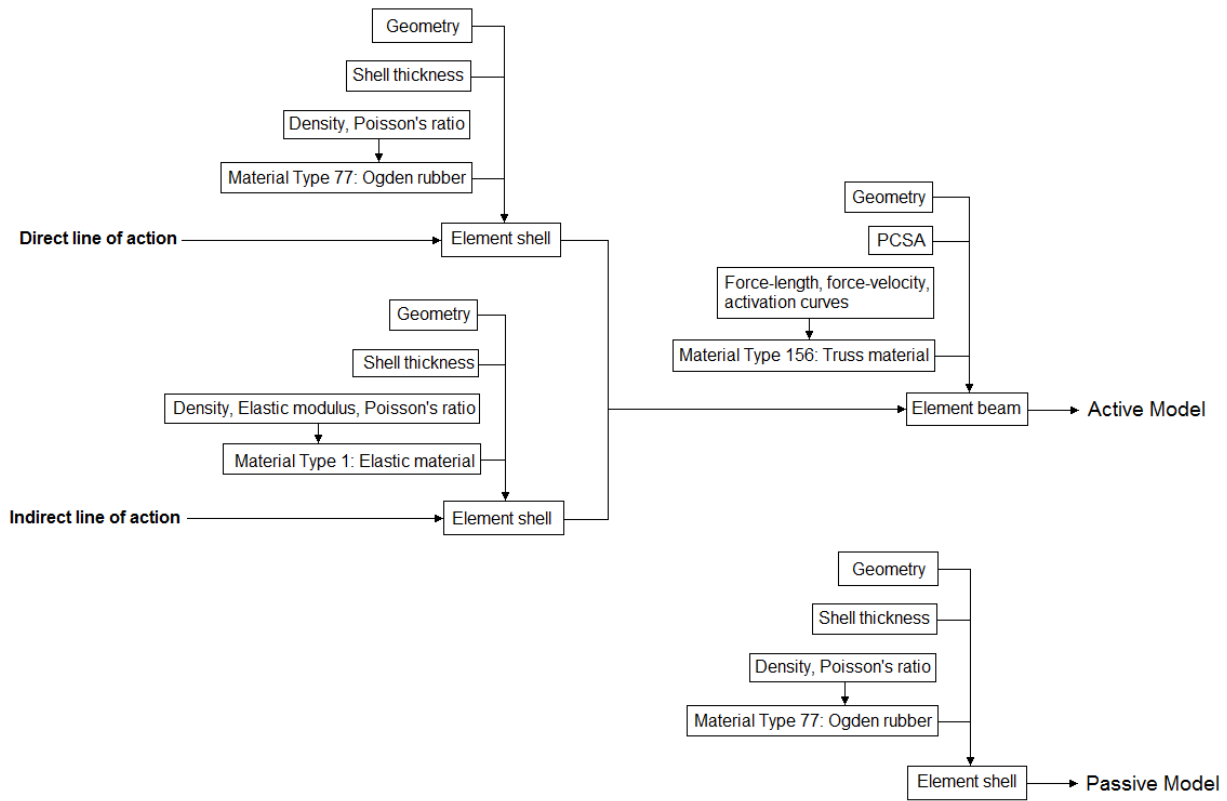 Geometry
Shell thickness
Density, Poisson's ratio
Material Type 77: Ogden rubber
Direct line of action
Element shell
Geometry
Shell thickness
Density, Elastic modulus, Poisson's ratio
Material Type 1: Elastic material
Indirect line of action
Element shell
Geometry
PCSA
Force-length, force-velocity,
activation curves
Material Type 156: Truss material
Element beam
Active Model
Geometry
Shell thickness
Density, Poisson's ratio
Material Type 77: Ogden rubber
Element shell
Passive Model